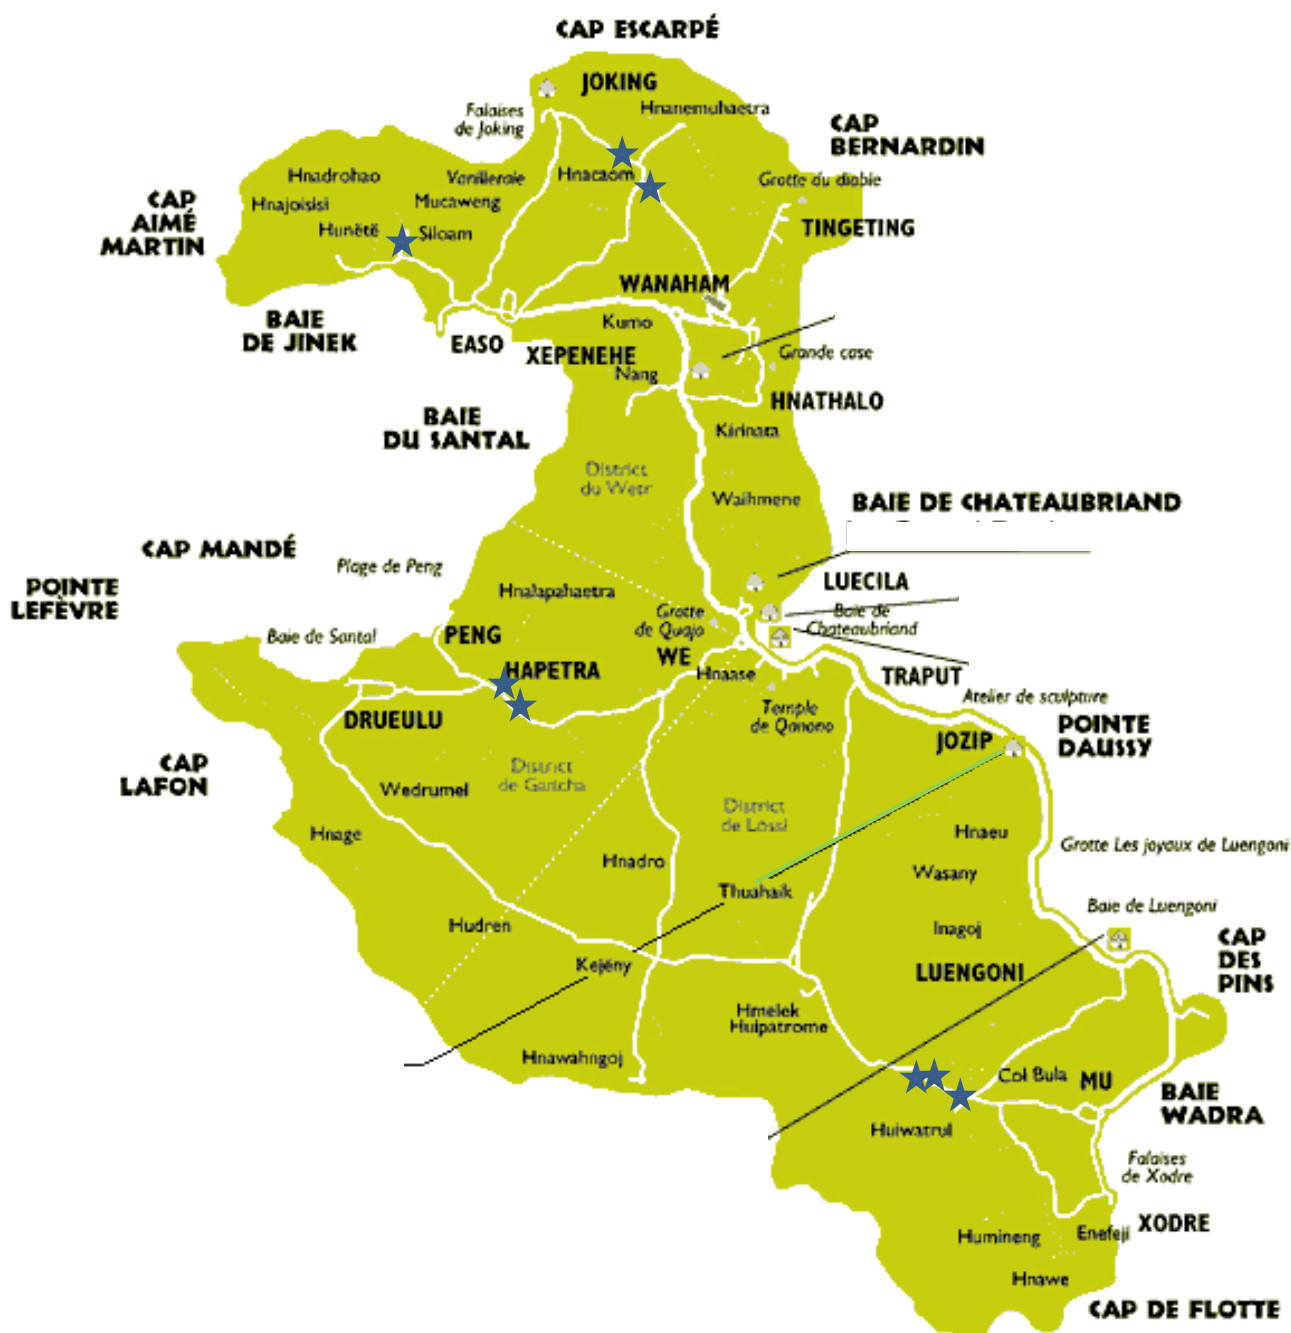 CAP ESCARPÉ
JOKING
Falaises
de Joking
Hnanemuhaetra
CAP
BERNARDIN
Hnadrohao
Vanilleraie
Hnacaom
Grotte du diable
CAP
AIMÉ
MARTIN
Hnajoisisi
Mucaweng
Hunëtë
Siloam
TINGETING
WANAHAM
BAIE
DE JINEK
Kumo
EASO
XEPENEHE
Grande case
Nang
HNATHALO
BAIE
DU SANTAL
Kirinata
District
du Wetr
Waihmene
BAIE DE CHATEAUBRIAND
CAP MANDÉ
Plage de Peng
POINTE
LEFÈVRE
Hnalapahaetra
LUECILA
Grotte
de Quajo
Baie de
Chateaubriand
Baie de Santal
PENG
WE
HAPETRA
Hnaase
TRAPUT
Atelier de sculpture
DRUEULU
Temple
de Qanono
POINTE
DAUSSY
JOZIP
CAP
LAFON
District
de Gaitcha
Wedrumel
District
de Lössi
Hnage
Hnaeu
Grotte Les joyaux de Luengoni
Hnadro
Wasany
Thuahaik
Baie de Luengoni
Hudren
Inagoj
CAP
DES
PINS
Kejëny
LUENGONI
Hmelek
Huipatrome
Hnawahngoj
Col Bula
MU
BAIE
WADRA
Huiwatrul
Falaises
de Xodre
XODRE
Humineng
Enefeji
Hnawe
CAP DE FLOTTE